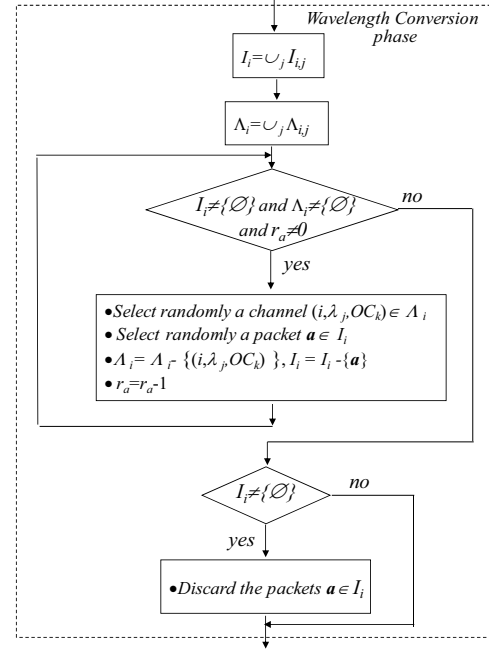 Wavelength Conversion
phase
I_i=∪_j I_{i,j}
Λ_i=∪_j Λ_{i,j}
I_i≠{∅} and Λ_i≠{∅}
and r_a≠0
no
yes
•Select randomly a channel (i,λ_j,OC_k)∈ Λ_i
• Select randomly a packet a ∈ I_i
•Λ_i= Λ_i- {(i,λ_j,OC_k) }, I_i = I_i -{a}
• r_a=r_a-1
I_i≠{∅}
no
yes
•Discard the packets a ∈ I_i